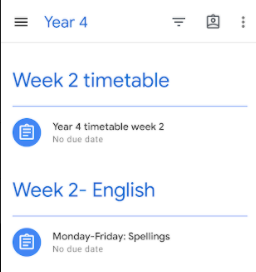 Year 4
Week 2 timetable
Year 4 timetable week 2
No due date
Week 2- English
Monday-Friday: Spellings
No due date